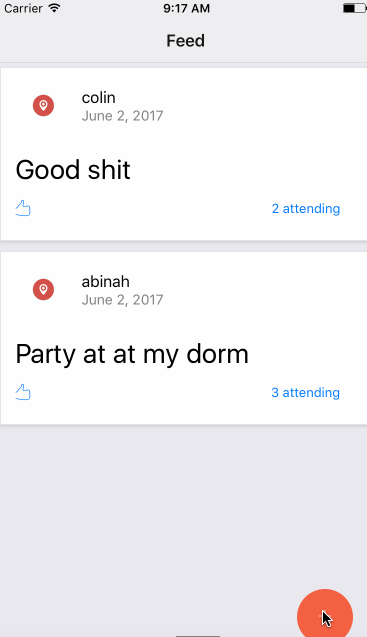 Carrier 9:17 AM
Feed
colin
June 2, 2017
Good shit
2 attending
abinah
June 2, 2017
Party at at my dorm
3 attending